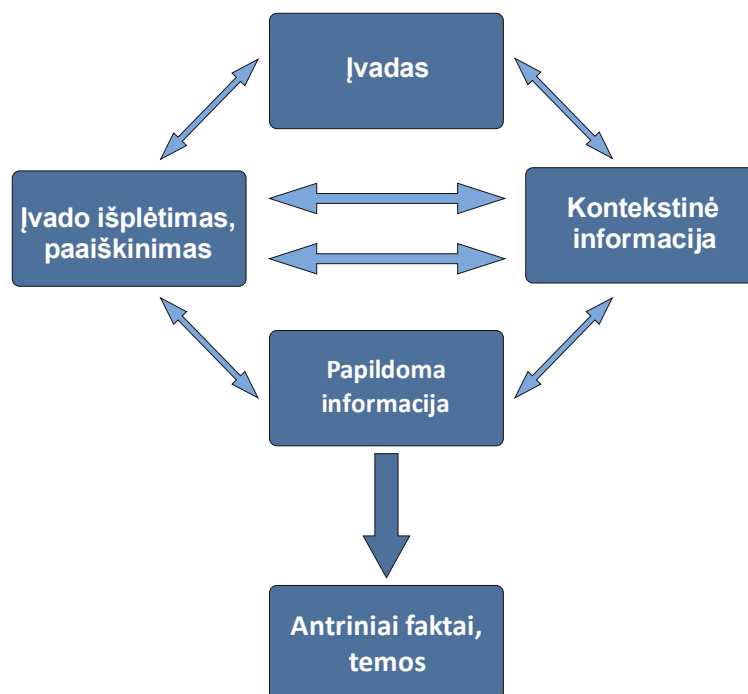 Įvadas
Įvado išplėtimas,
paaiškinimas
Kontekstinė
informacija
Papildoma
informacija
Antriniai faktai,
temos